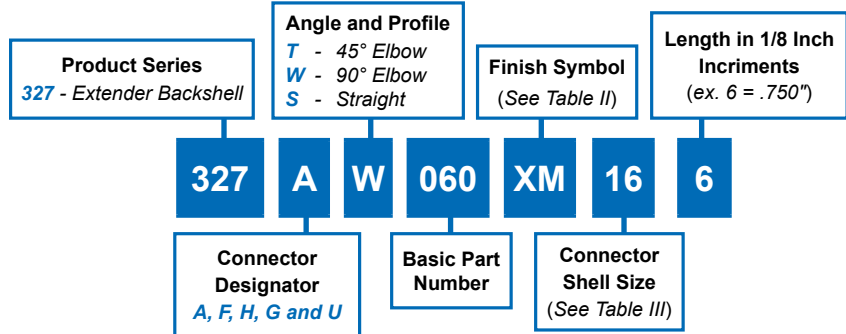 Product Series
327 - Extender Backshell
Angle and Profile
T - 45° Elbow
W - 90° Elbow
S - Straight
Finish Symbol
(See Table II)
Length in 1/8 Inch
Incriments
(ex. 6 = .750")
327 A W 060 XM 16 6
Connector
Designator
A, F, H, G and U
Basic Part
Number
Connector
Shell Size
(See Table III)